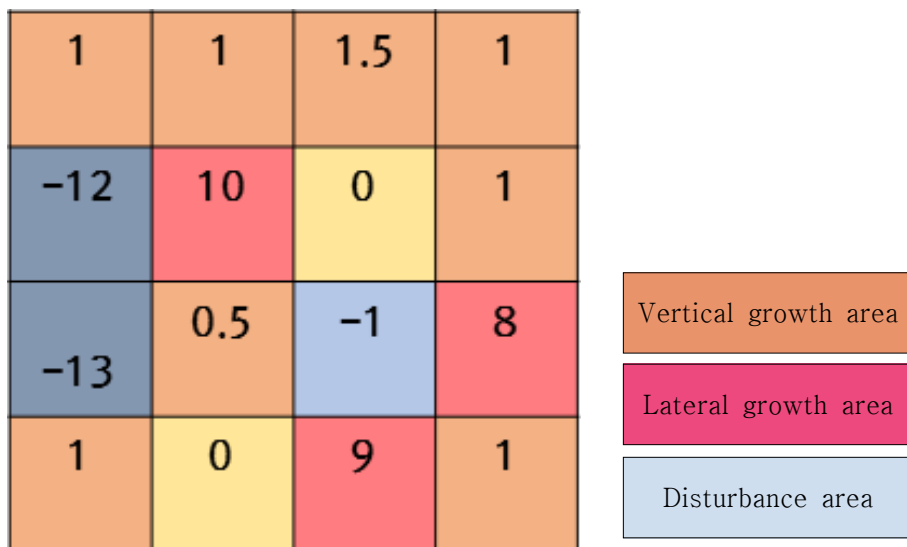 1 1 1.5 1
-12 10 0 1
-13 0.5 -1 8
1 0 9 1
Vertical growth area
Lateral growth area
Disturbance area